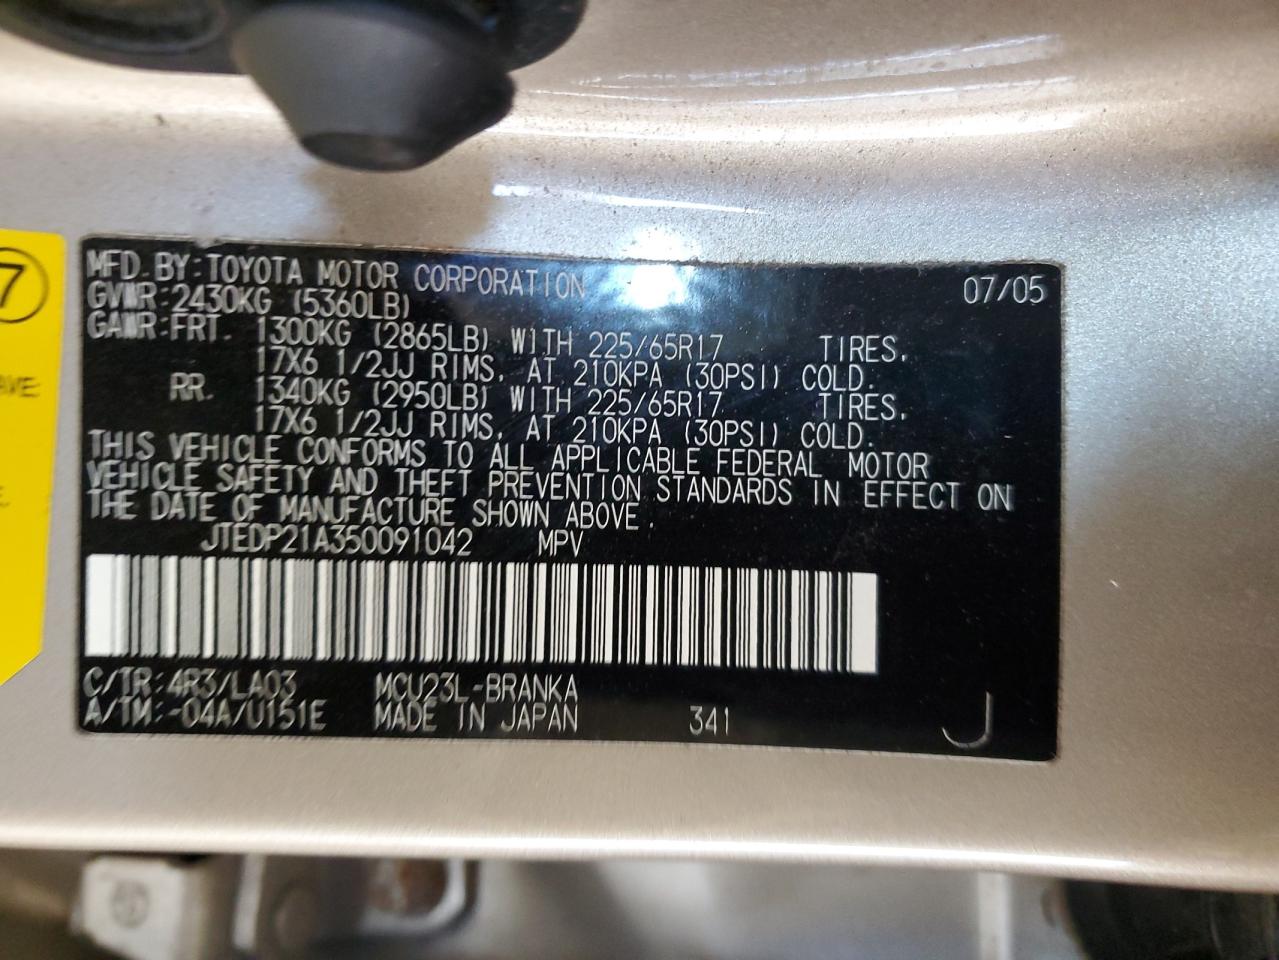 MFD. BY: TOYOTA MOTOR CORPORATION 07/05
GVWR: 2430KG (5360LB)
GAWR: FRT. 1300KG (2865LB) WITH 225/65R17 TIRES,
17X6 1/2JJ RIMS, AT 210KPA (30PSI) COLD.
RR. 1340KG (2950LB) WITH 225/65R17 TIRES,
17X6 1/2JJ RIMS, AT 210KPA (30PSI) COLD.
THIS VEHICLE CONFORMS TO ALL APPLICABLE FEDERAL MOTOR
VEHICLE SAFETY AND THEFT PREVENTION STANDARDS IN EFFECT ON
THE DATE OF MANUFACTURE SHOWN ABOVE.
JTEDP21A350091042 MPV
C/TR: 4R3/LA03 MCU23L-BRANKA
A/TM: -04A/U151E MADE IN JAPAN 341 J
7